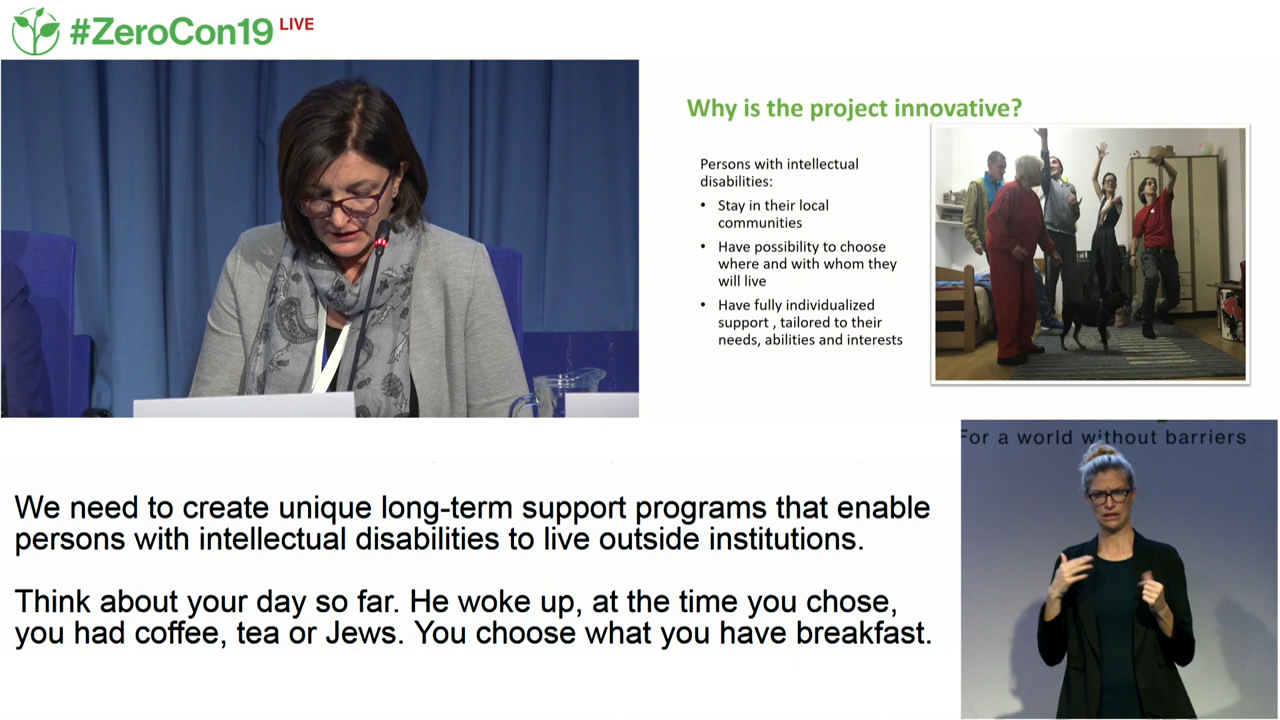 #ZeroCon19 LIVE
Why is the project innovative?
Persons with intellectual
disabilities:
• Stay in their local
communities
• Have possibility to choose
where and with whom they
will live
• Have fully individualized
support , tailored to their
needs, abilities and interests
For a world without barriers
We need to create unique long-term support programs that enable
persons with intellectual disabilities to live outside institutions.
Think about your day so far. He woke up, at the time you chose,
you had coffee, tea or Jews. You choose what you have breakfast.